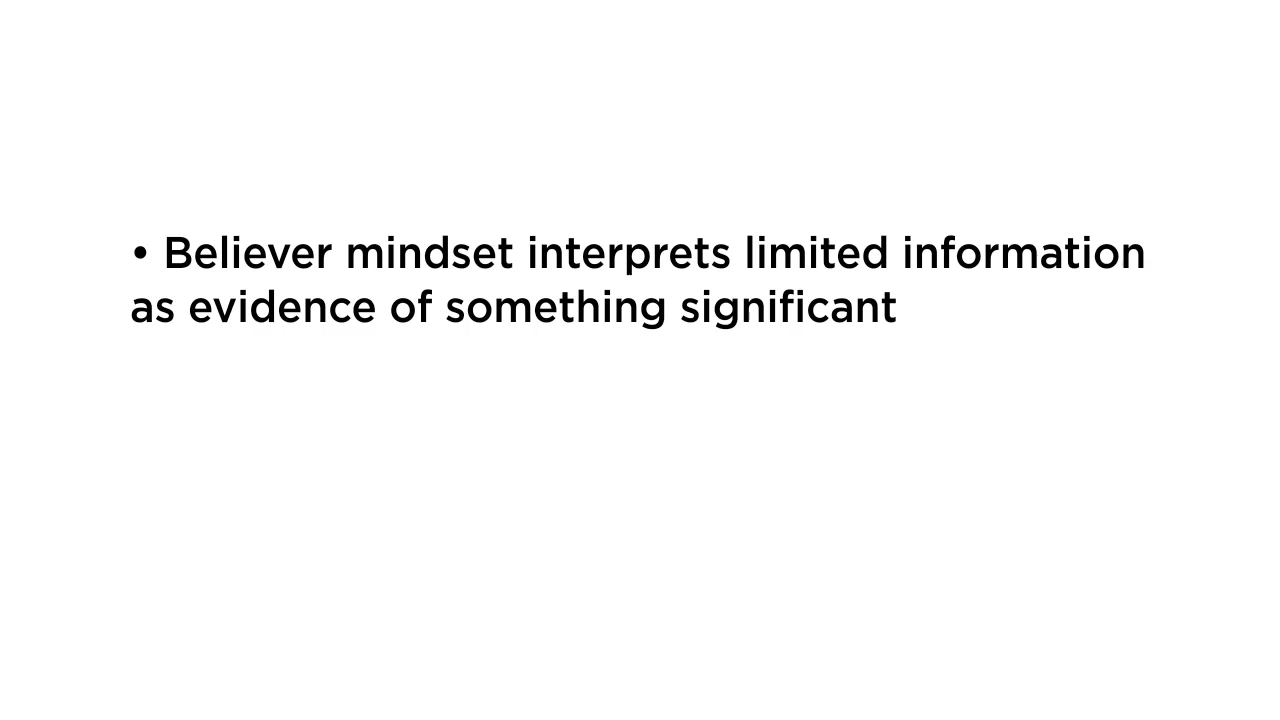 • Believer mindset interprets limited information
as evidence of something significant